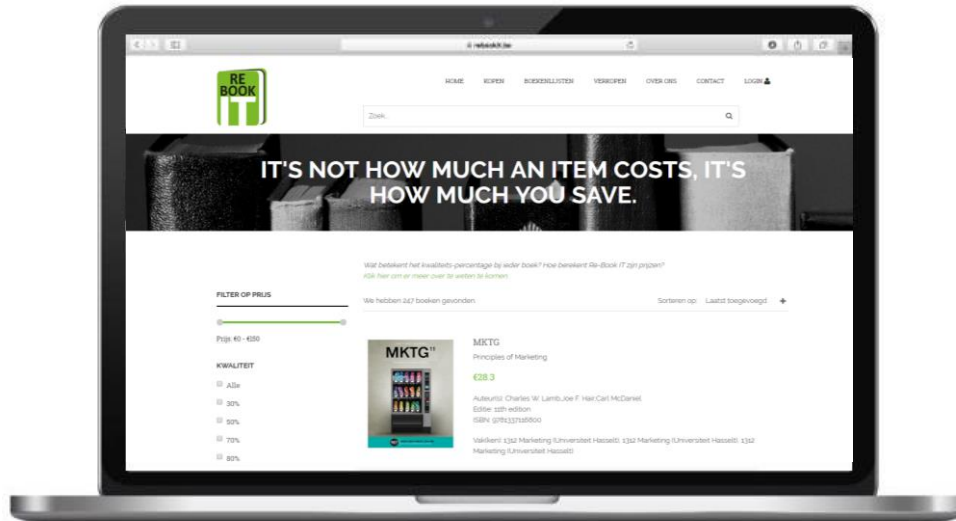 rebookit.be
RE
BOOK
IT
HOME KOPEN BOEKENLIJSTEN VERKOPEN OVER ONS CONTACT LOGIN
Zoek...
IT'S NOT HOW MUCH AN ITEM COSTS, IT'S
HOW MUCH YOU SAVE.
Wat betekent het kwaliteits-percentage bij ieder boek? Hoe berekent Re-Book IT zijn prijzen?
Klik hier om er meer over te weten te komen.
FILTER OP PRIJS
We hebben 247 boeken gevonden.
Sorteren op: Laatst toegevoegd +
Prijs: €0 - €150
KWALITEIT
Alle
30%
50%
70%
80%
MKTG11
MKTG
Principles of Marketing
€28.3
Auteur(s): Charles W. Lamb,Joe F. Hair,Carl McDaniel
Editie: 11th edition
ISBN: 9781337116800
Vak(ken): 1312 Marketing (Universiteit Hasselt), 1312 Marketing (Universiteit Hasselt), 1312
Marketing (Universiteit Hasselt)